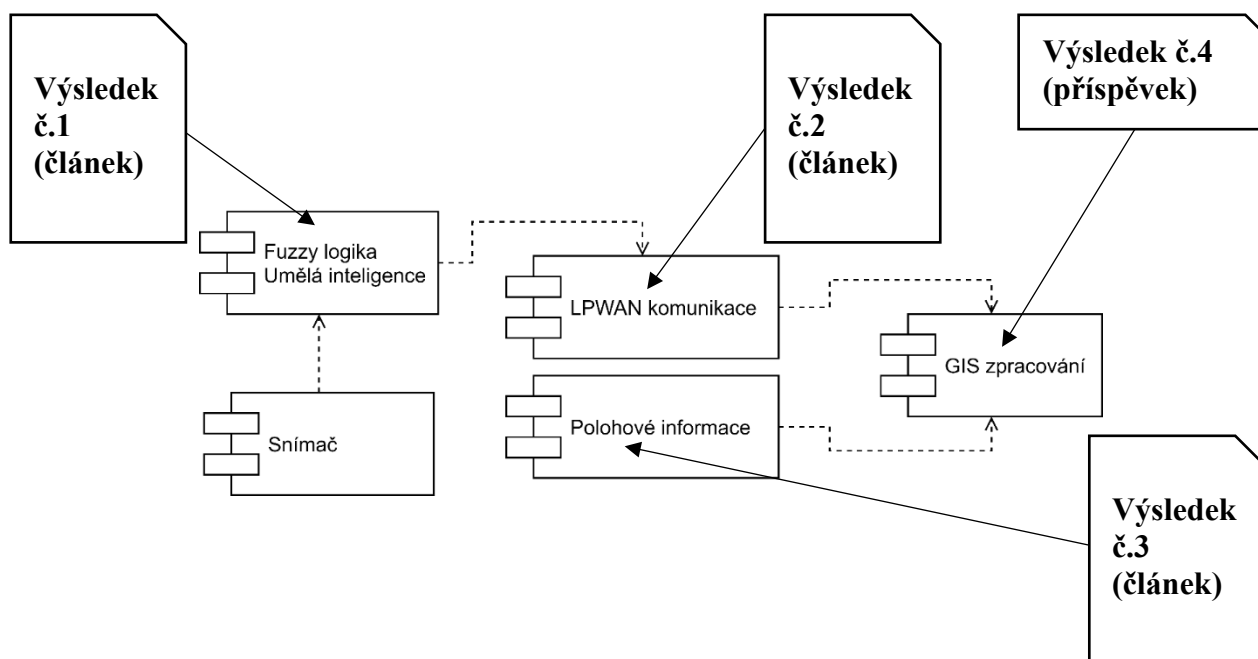 Výsledek
č.1
(článek)
Výsledek
č.2
(článek)
Výsledek č.4
(příspěvek)
Fuzzy logika
Umělá inteligence
LPWAN komunikace
GIS zpracování
Snímač
Polohové informace
Výsledek
č.3
(článek)